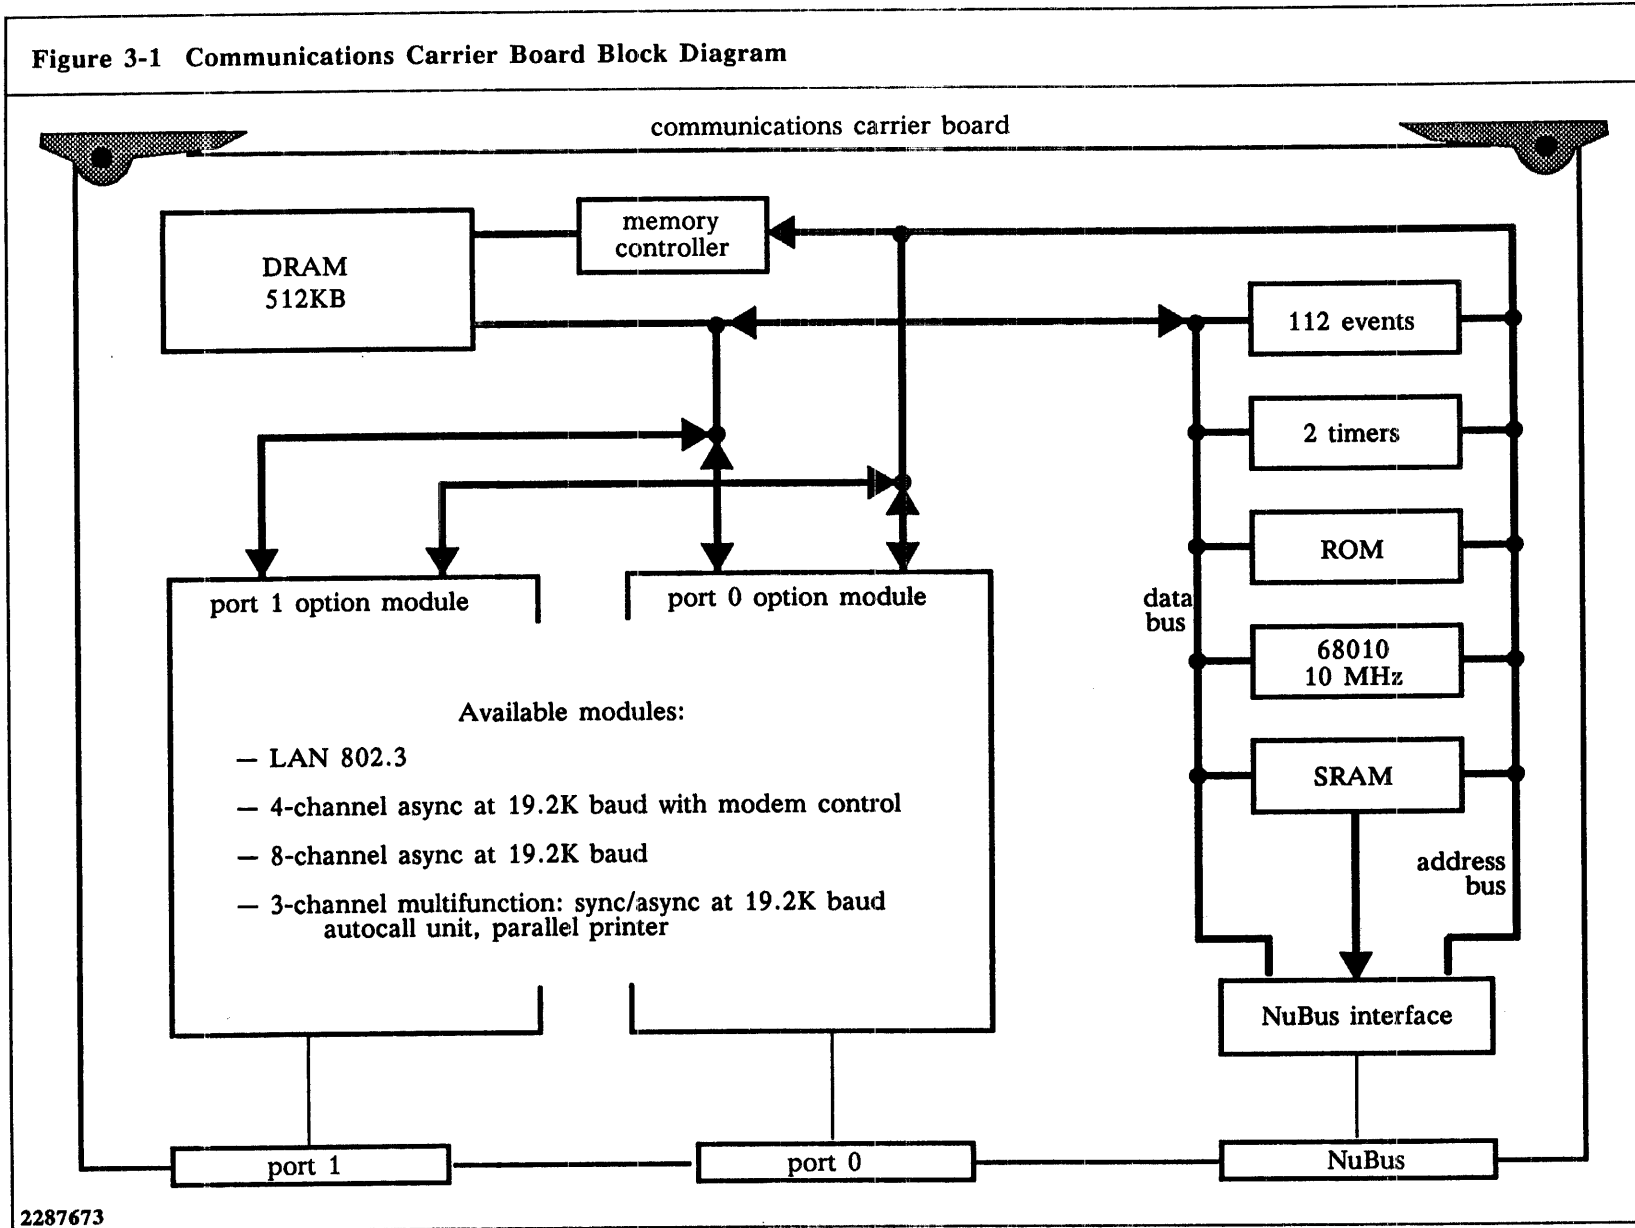 Figure 3-1 Communications Carrier Board Block Diagram
communications carrier board
memory
controller
DRAM
512KB
112 events
2 timers
ROM
data
bus
68010
10 MHz
SRAM
address
bus
port 1 option module
port 0 option module
Available modules:
— LAN 802.3
— 4-channel async at 19.2K baud with modem control
— 8-channel async at 19.2K baud
— 3-channel multifunction: sync/async at 19.2K baud
autocall unit, parallel printer
NuBus interface
port 1
port 0
NuBus
2287673